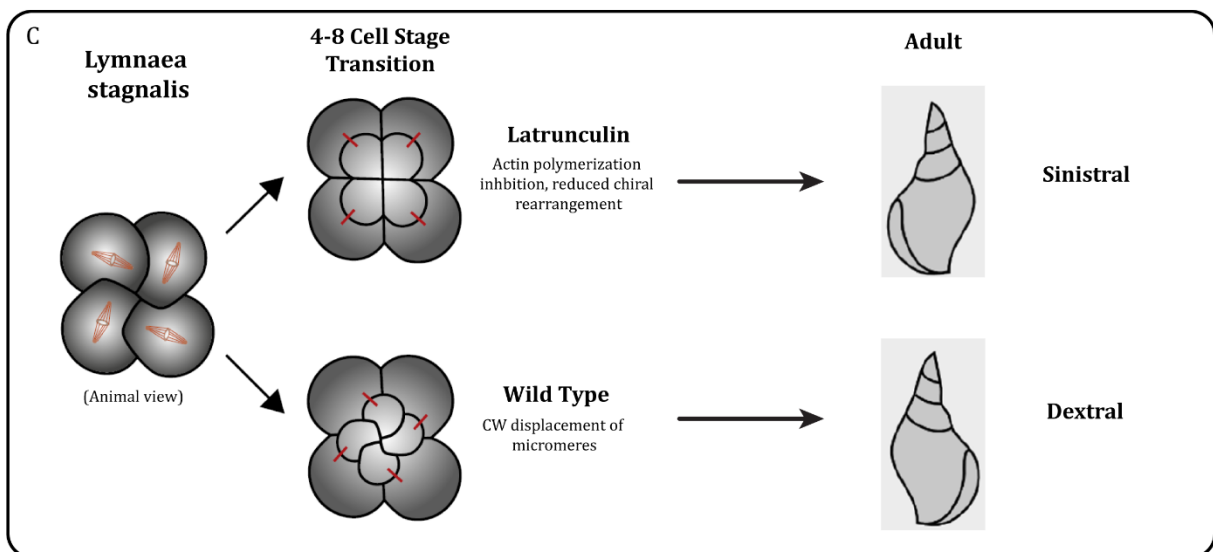 C
Lymnaea
stagnalis
(Animal view)
4-8 Cell Stage
Transition
Latrunculin
Actin polymerization
inhbition, reduced chiral
rearrangement
Wild Type
CW displacement of
micromeres
Adult
Sinistral
Dextral